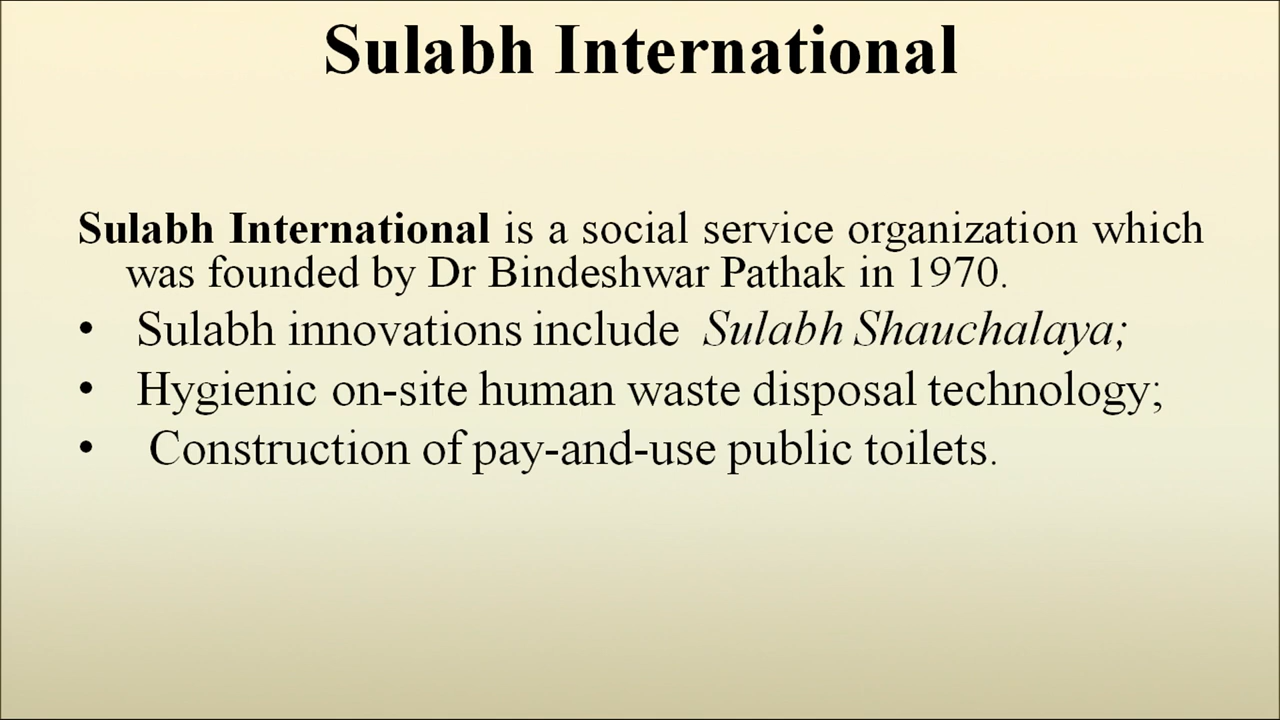 Sulabh International
Sulabh International is a social service organization which
was founded by Dr Bindeshwar Pathak in 1970.
• Sulabh innovations include Sulabh Shauchalaya;
• Hygienic on-site human waste disposal technology;
• Construction of pay-and-use public toilets.